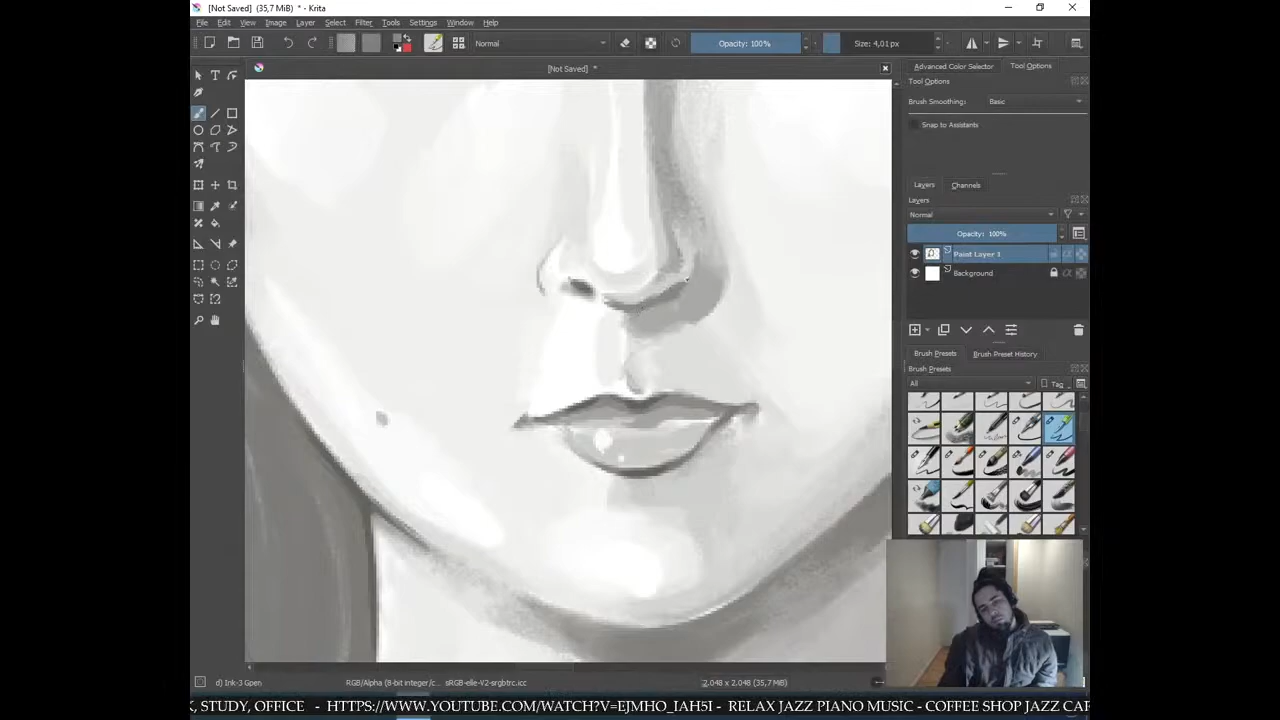 [Not Saved] (35,7 MiB) * - Krita
File Edit View Image Layer Select Filter Tools Settings Window Help
Normal
Opacity: 100%
Size: 4,01 px
[Not Saved] *
Advanced Color Selector Tool Options
Tool Options
Brush Smoothing: Basic
Snap to Assistants
Layers Channels
Layers
Normal
Opacity: 100%
Paint Layer 1
Background
Brush Presets Brush Preset History
Brush Presets
All Tag
d) Ink-3 Gpen RGB/Alpha (8-bit integer/c... sRGB-elle-V2-srgbtrc.icc 2.048 x 2.048 (35,7 MiB)
K, STUDY, OFFICE - HTTPS://WWW.YOUTUBE.COM/WATCH?V=EJMHO_IAH5I - RELAX JAZZ PIANO MUSIC - COFFEE SHOP JAZZ CAF